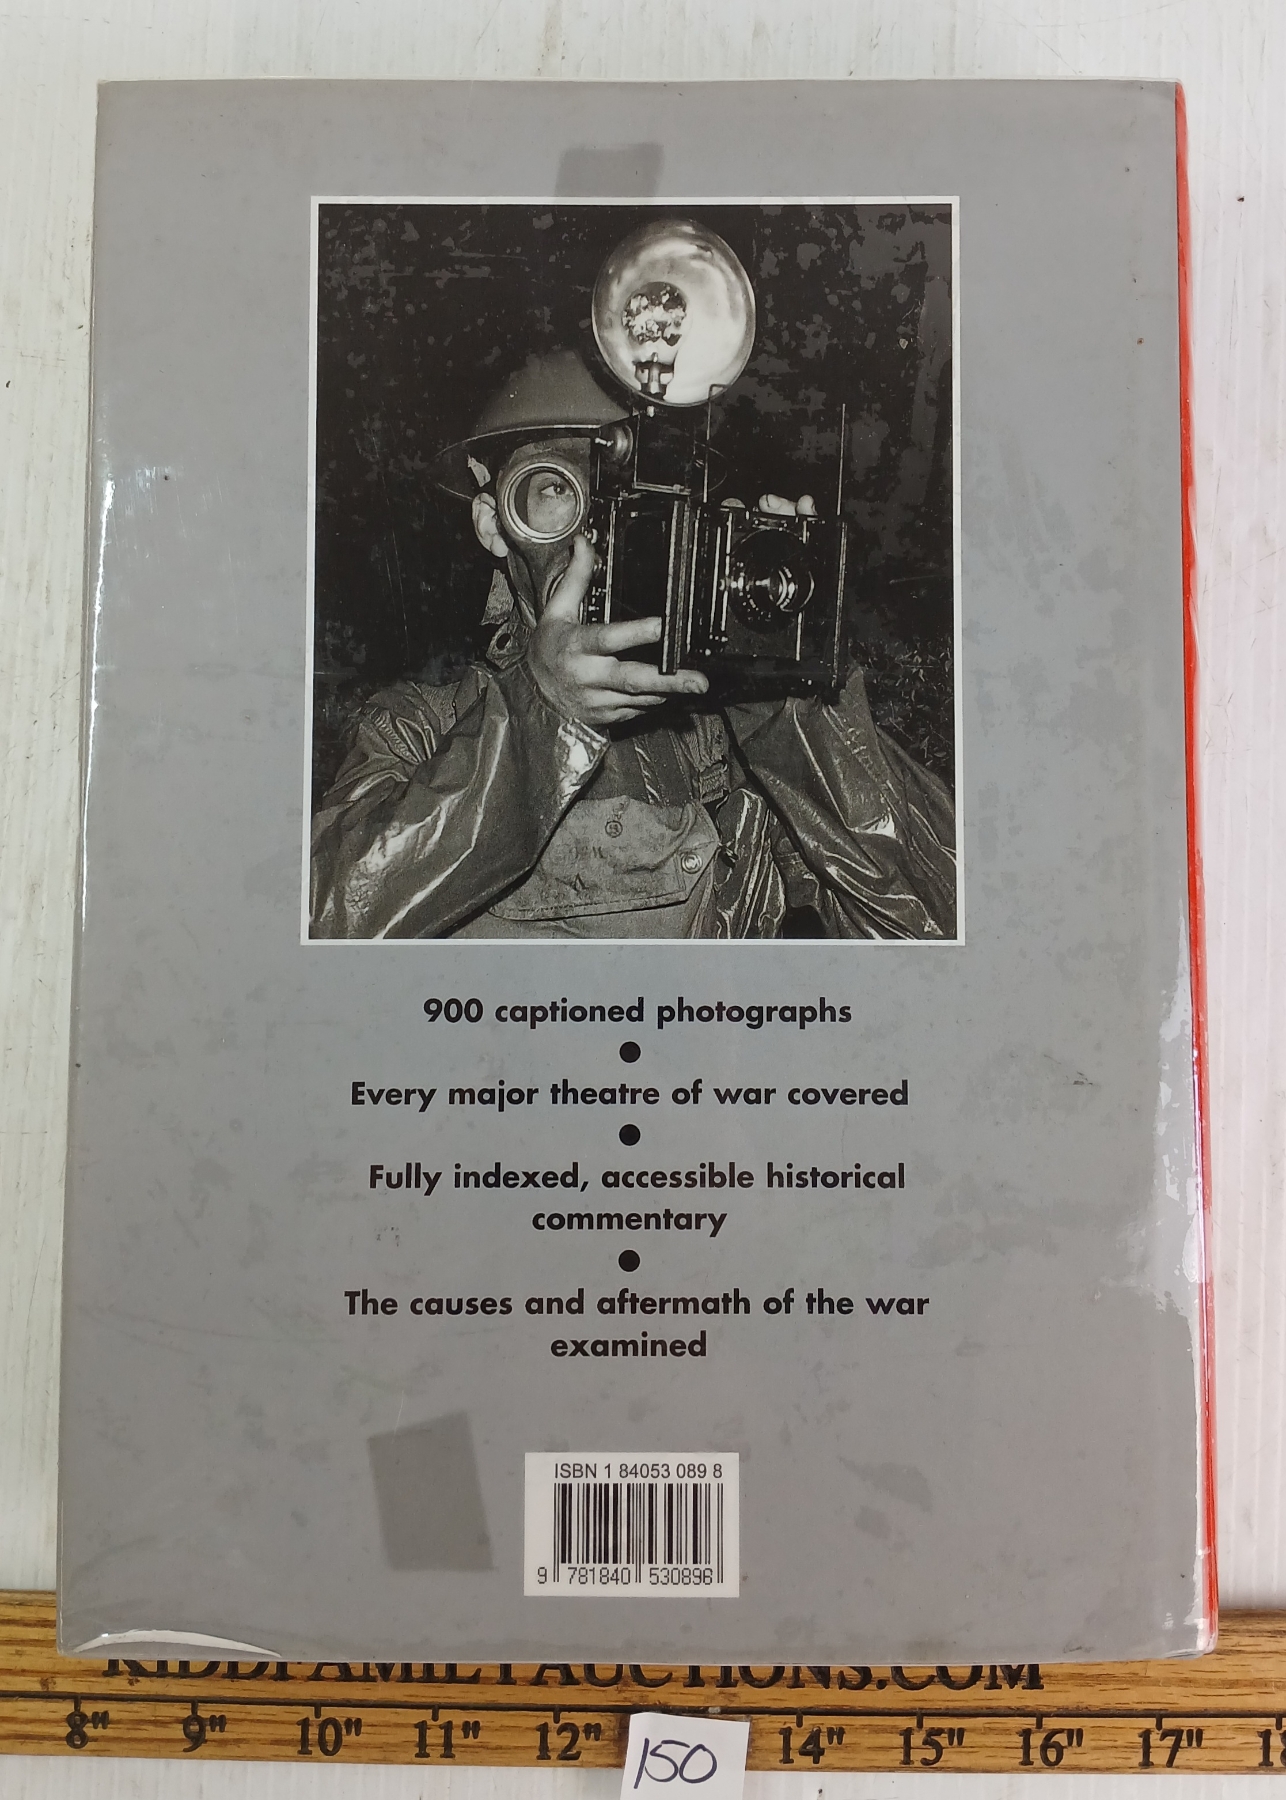 900 captioned photographs
●
Every major theatre of war covered
●
Fully indexed, accessible historical
commentary
●
The causes and aftermath of the war
examined
ISBN 1 84053 089 8
9 781840 530896
KIDDFAMILYAUCTIONS.COM
8" 9" 10" 11" 12" 14" 15" 16" 17"
150